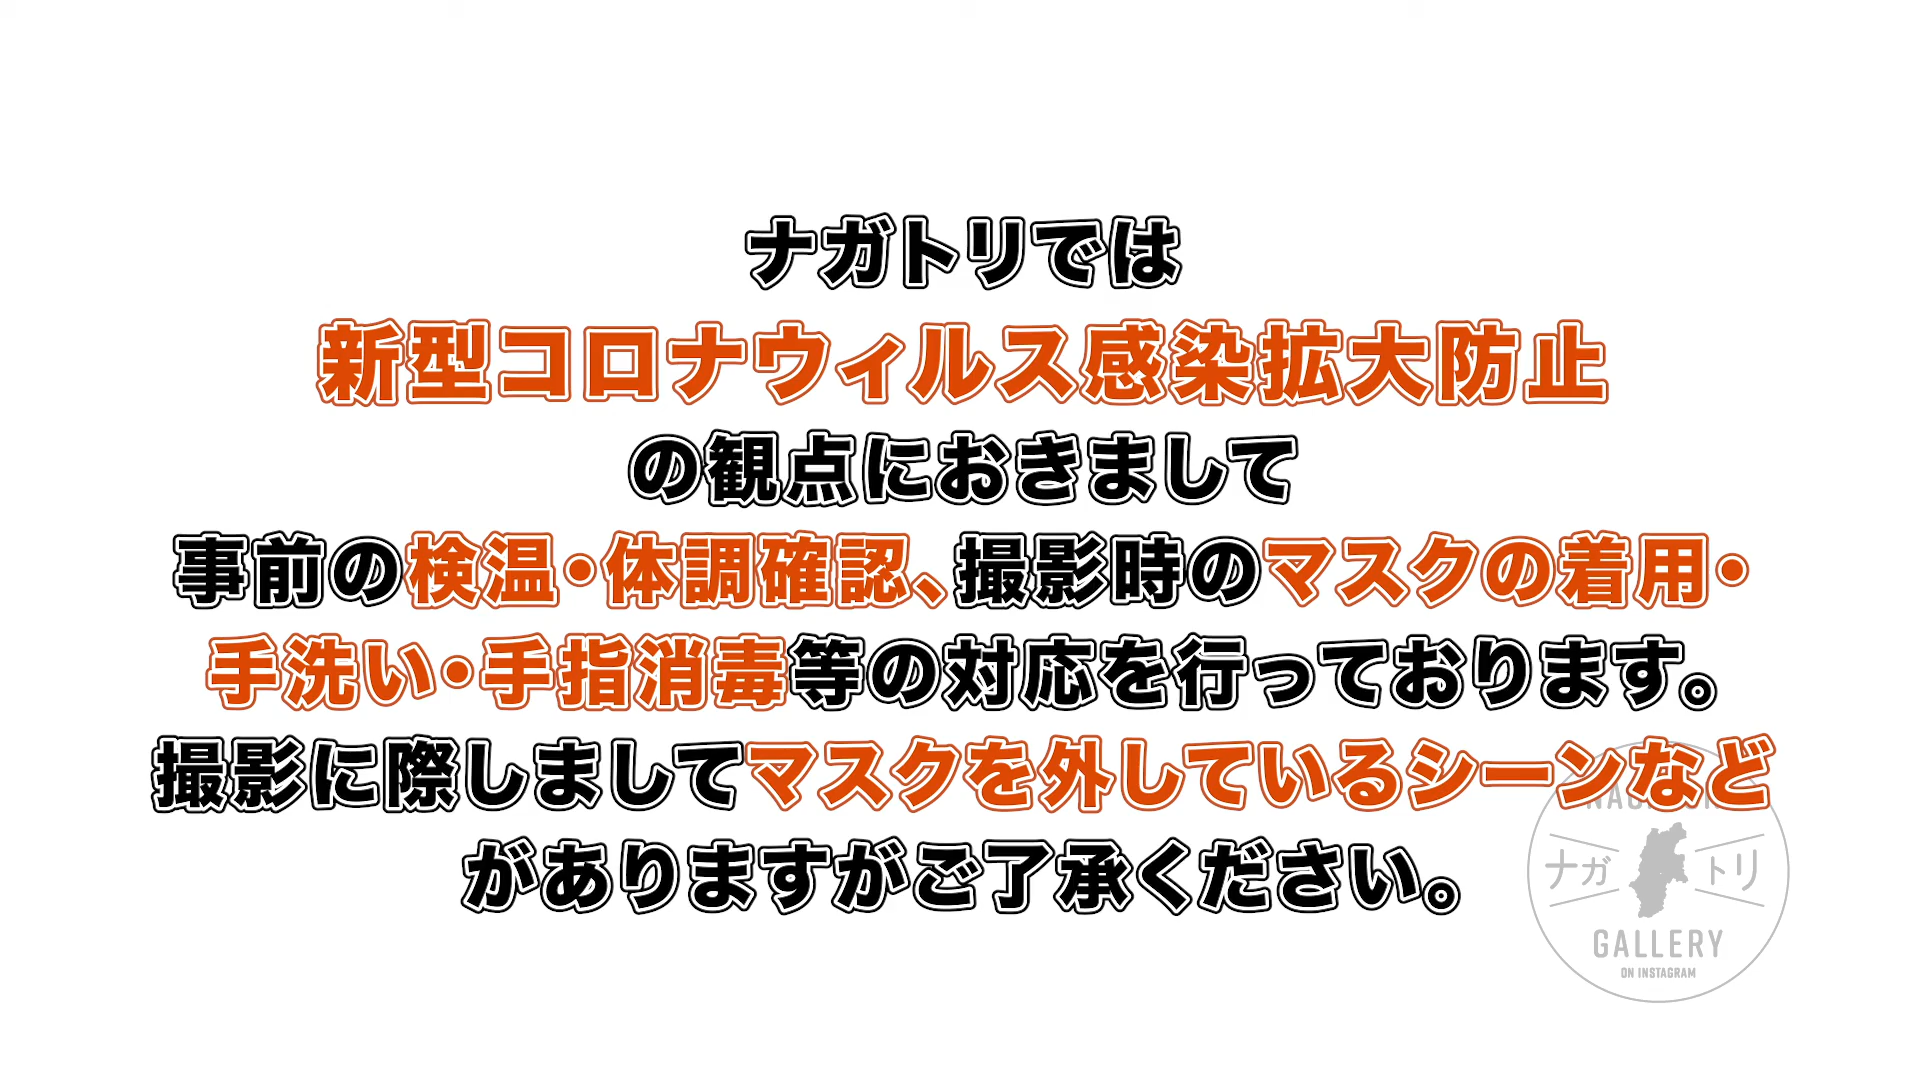 ナガトリでは
新型コロナウィルス感染拡大防止
の観点におきまして
事前の検温・体調確認、撮影時のマスクの着用・
手洗い・手指消毒等の対応を行っております。
撮影に際しましてマスクを外しているシーンなど
がありますがご了承ください。
ナガトリ
GALLERY
ON INSTAGRAM